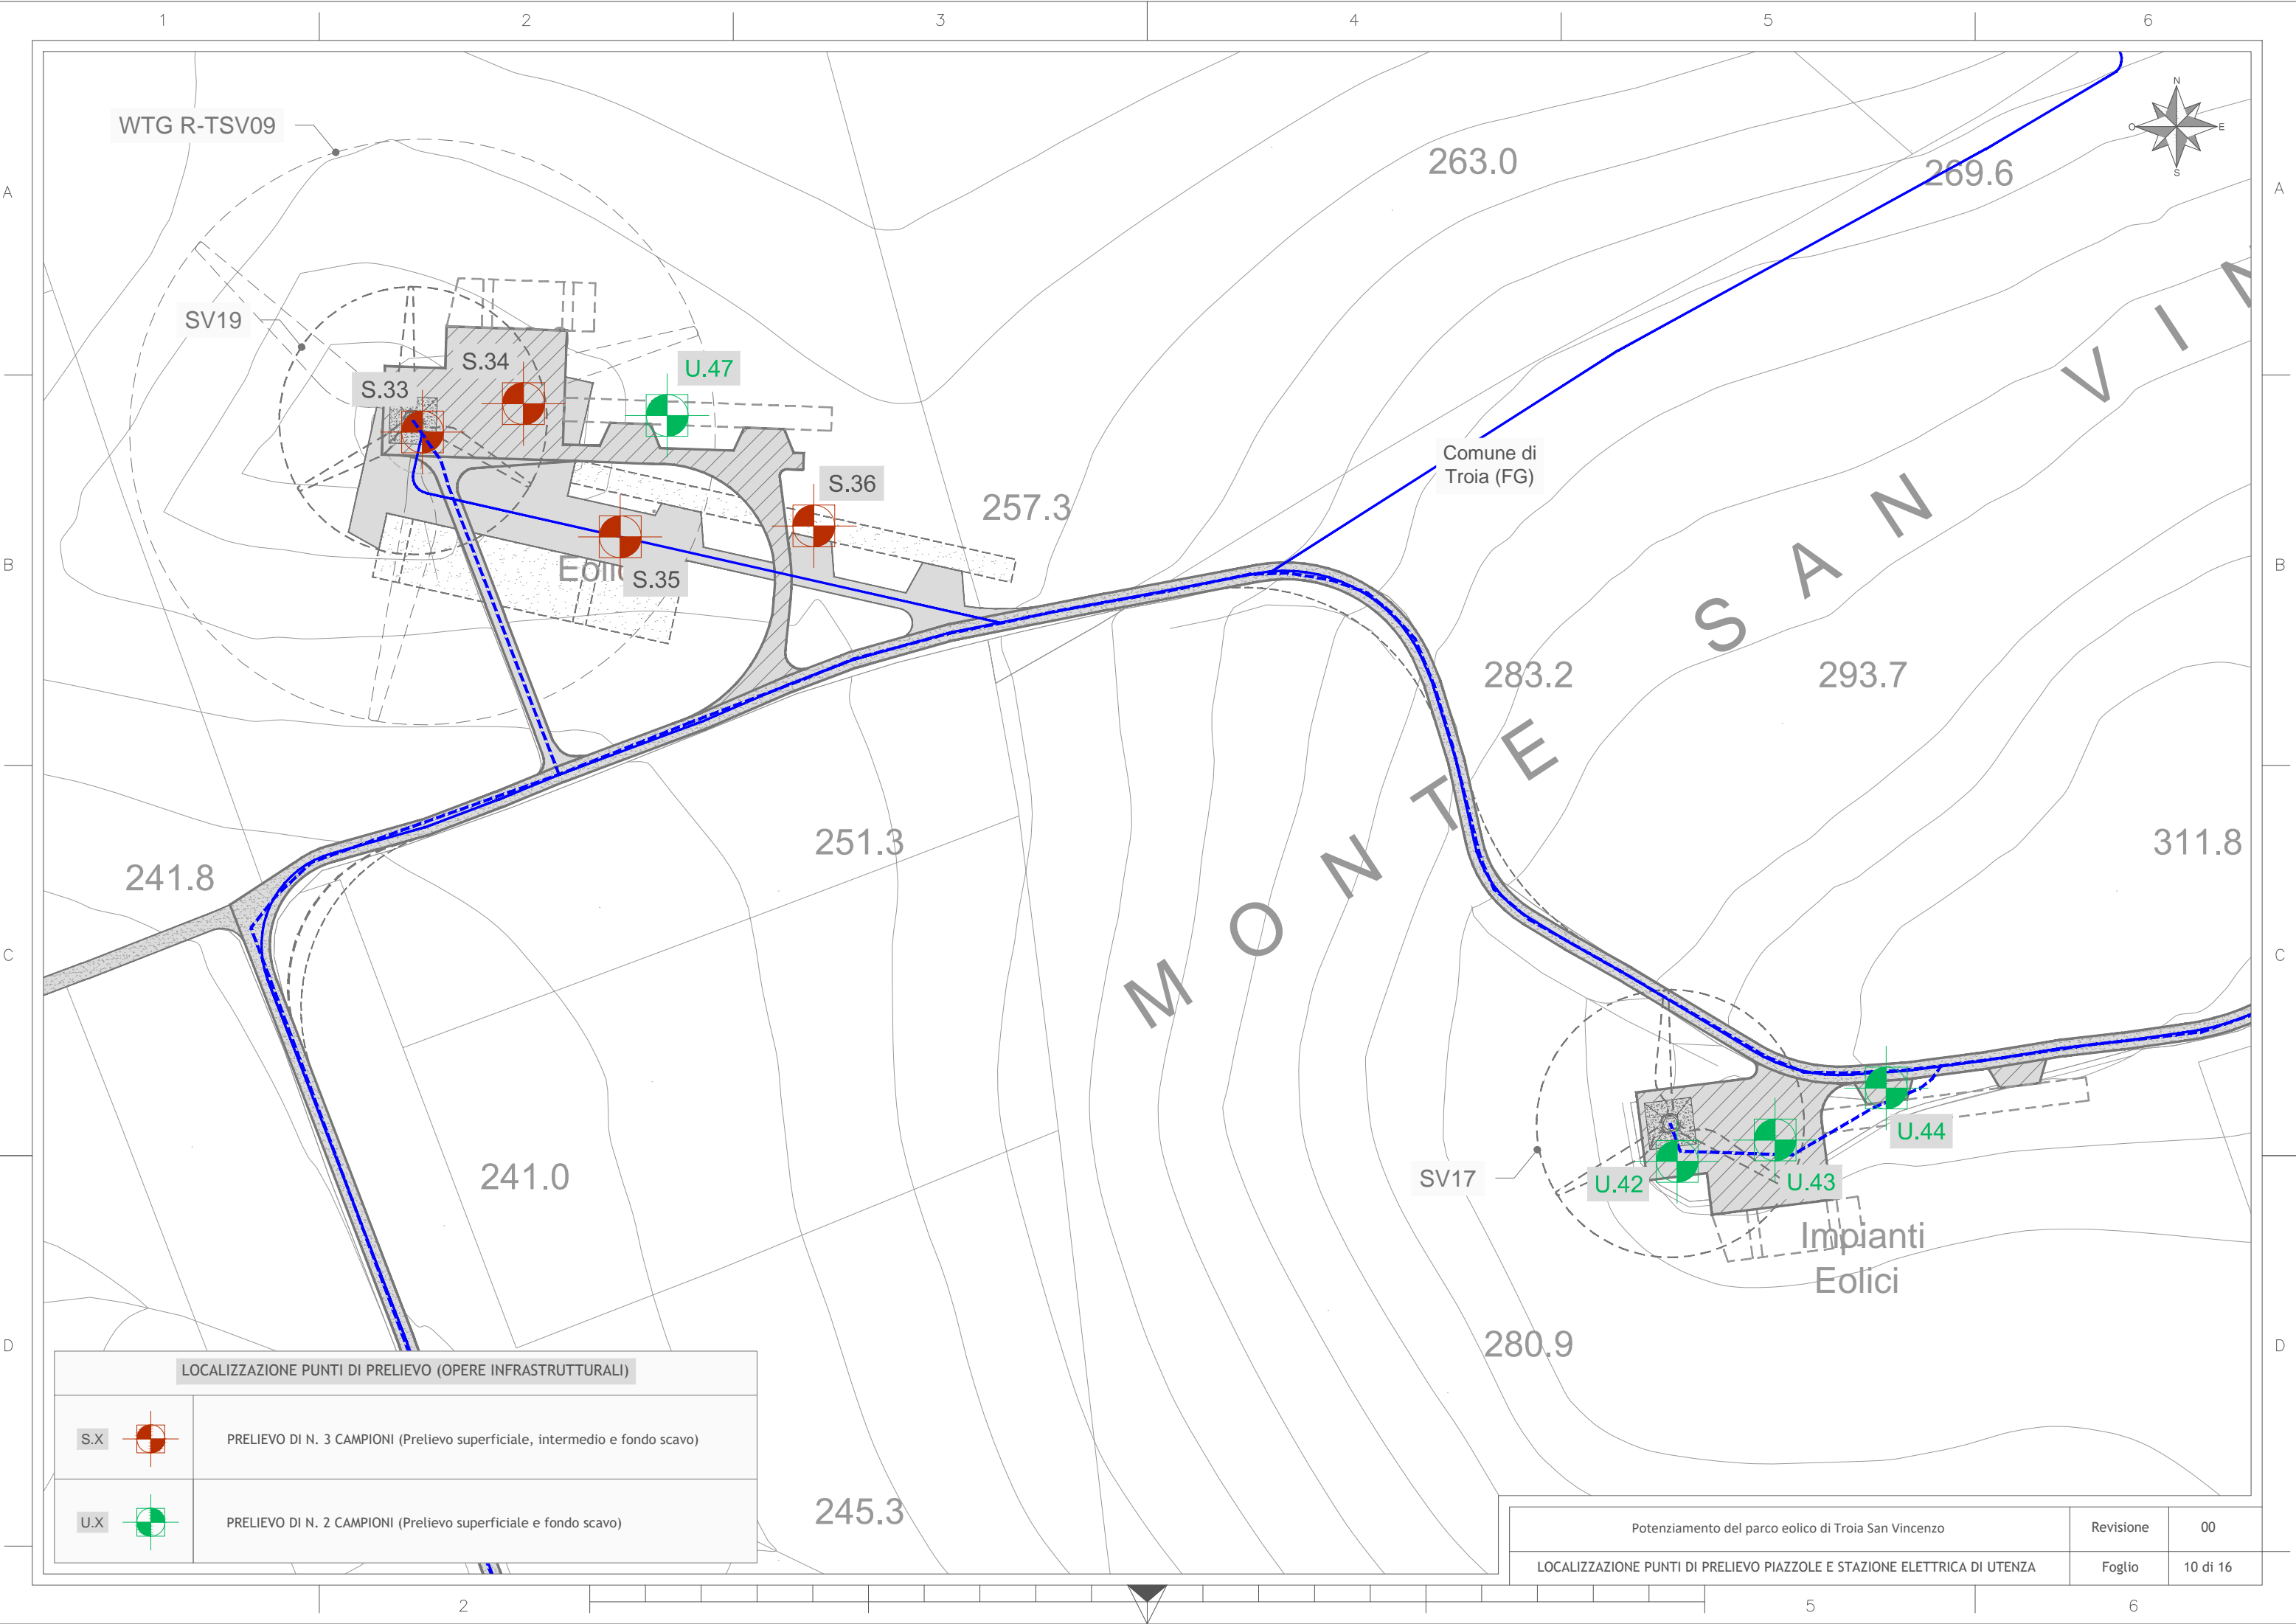 1 2 3 4 5 6
A A
N
O E
S
WTG R-TSV09
263.0
269.6
SV19
S.34
U.47
S.33
S.36
257.3
Comune di
Troia (FG)
B B
S.35
MONTE SAN VIN
283.2
293.7
251.3
311.8
241.8
C C
241.0
SV17
U.44
U.42
U.43
Impianti
Eolici
280.9
D D
245.3
LOCALIZZAZIONE PUNTI DI PRELIEVO (OPERE INFRASTRUTTURALI)
S.X PRELIEVO DI N. 3 CAMPIONI (Prelievo superficiale, intermedio e fondo scavo)
U.X PRELIEVO DI N. 2 CAMPIONI (Prelievo superficiale e fondo scavo)
Potenziamento del parco eolico di Troia San Vincenzo Revisione 00
LOCALIZZAZIONE PUNTI DI PRELIEVO PIAZZOLE E STAZIONE ELETTRICA DI UTENZA Foglio 10 di 16
2 5 6